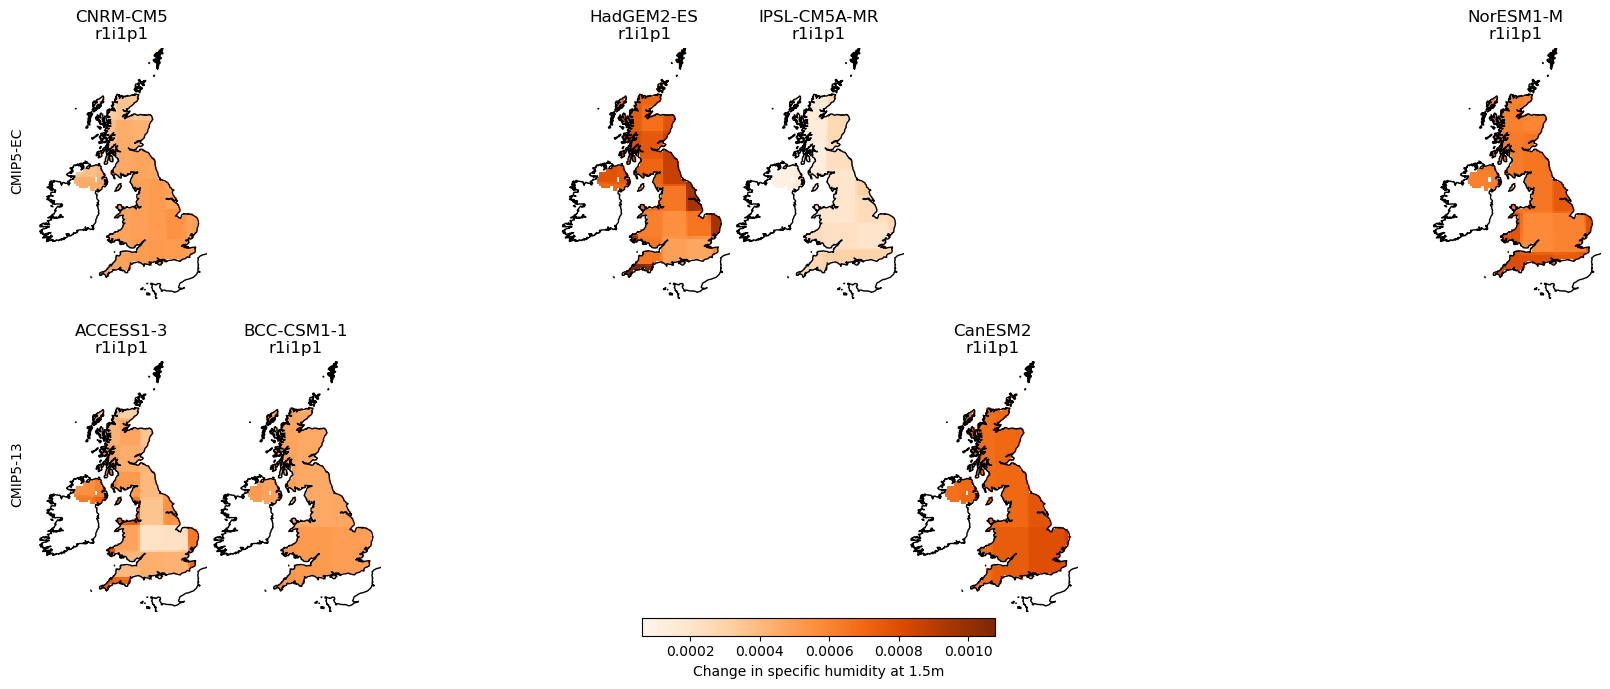 CNRM-CM5
r1i1p1
HadGEM2-ES
r1i1p1
IPSL-CM5A-MR
r1i1p1
NorESM1-M
r1i1p1
CMIP5-EC
ACCESS1-3
r1i1p1
BCC-CSM1-1
r1i1p1
CanESM2
r1i1p1
CMIP5-13
0.0002 0.0004 0.0006 0.0008 0.0010
Change in specific humidity at 1.5m